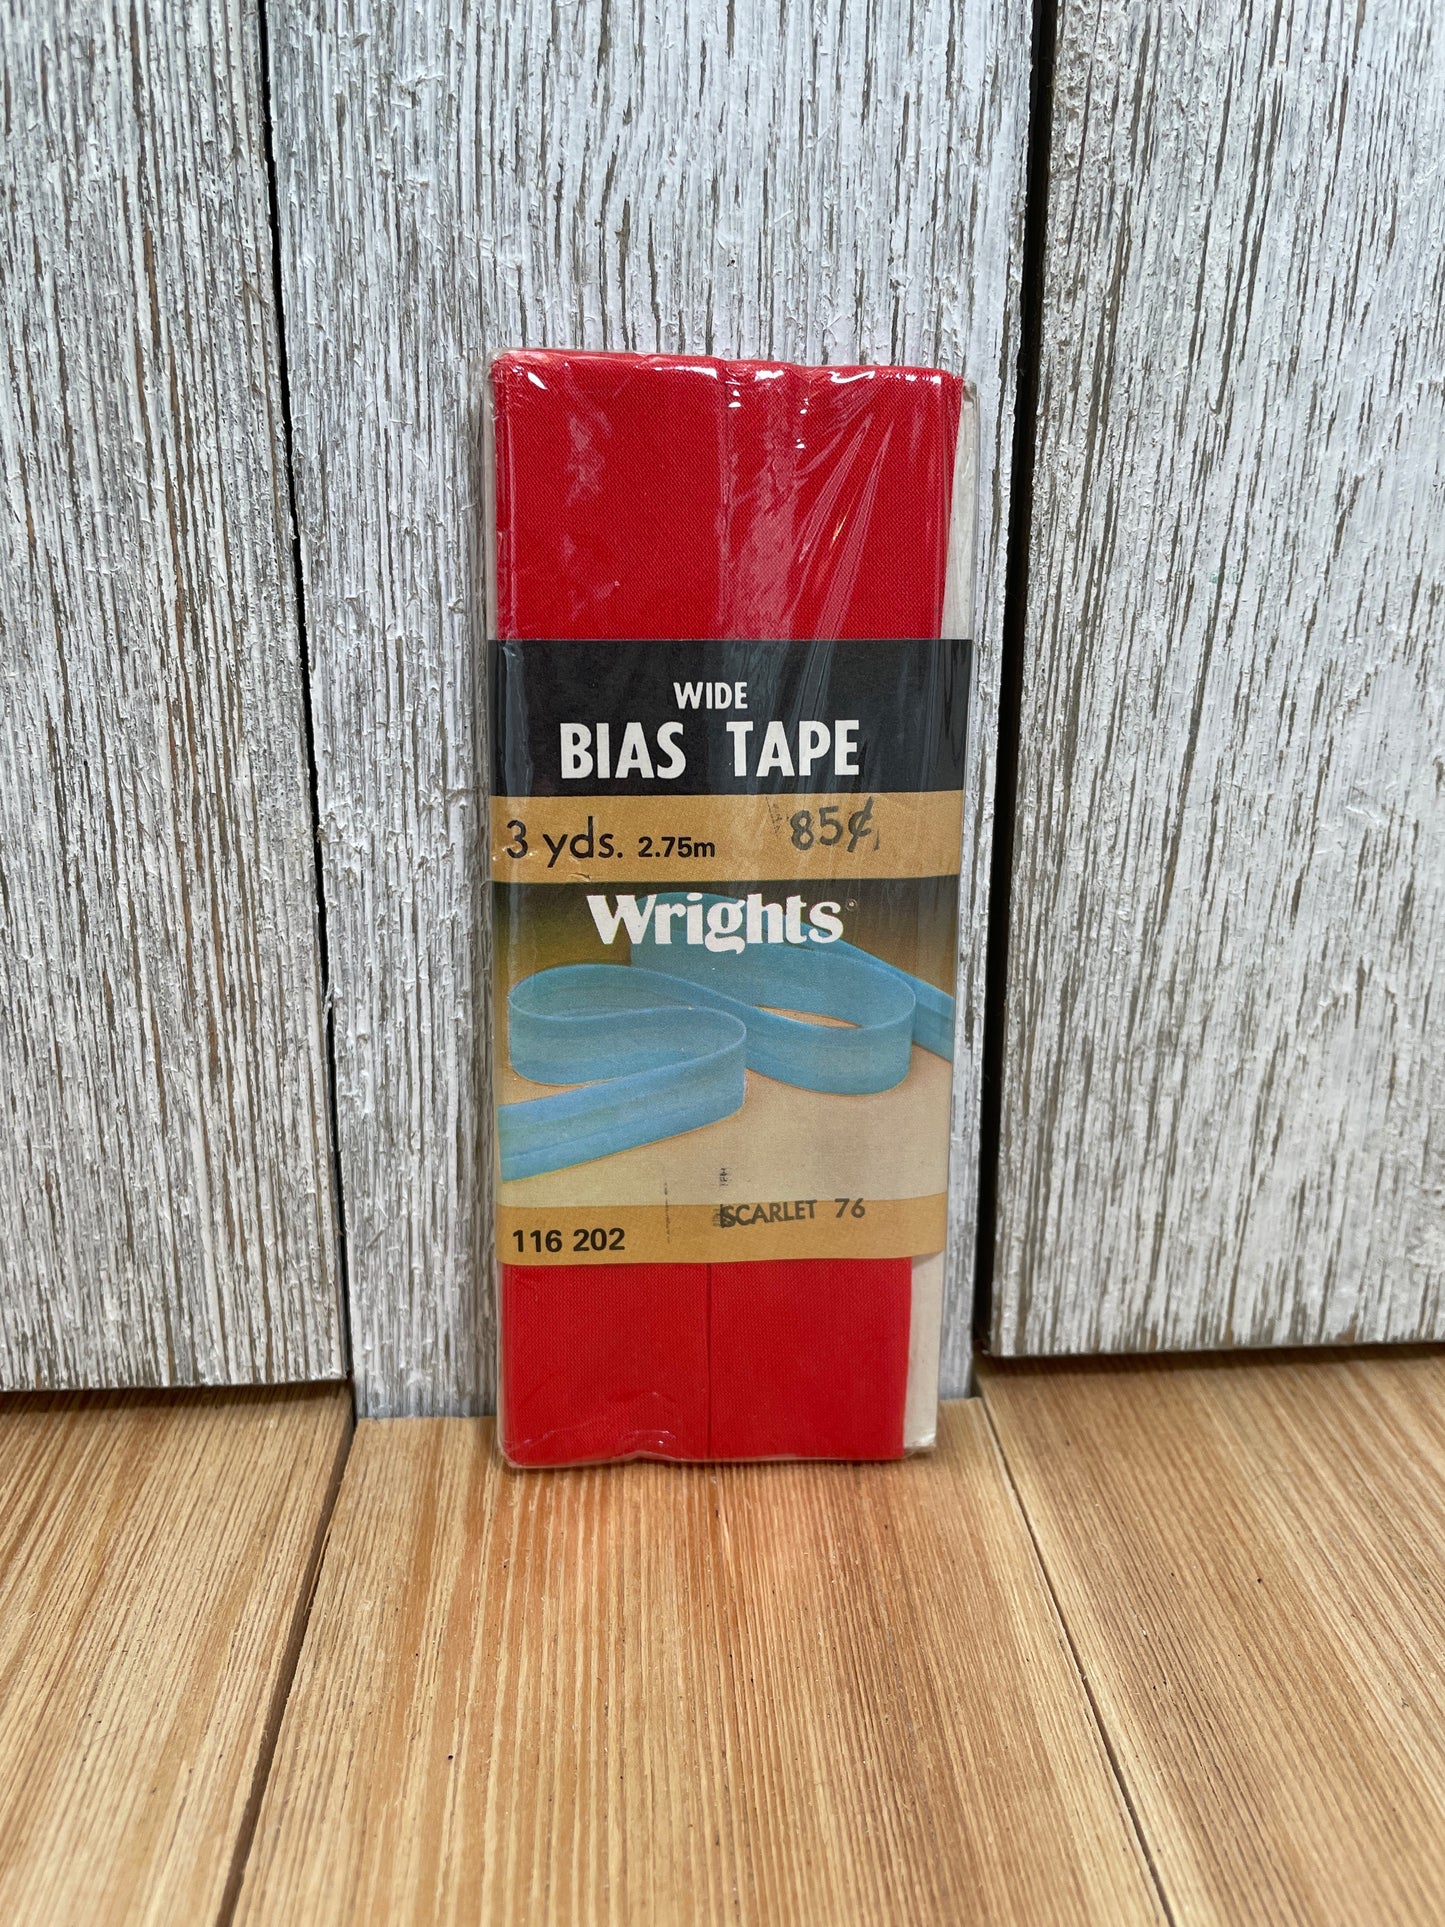 WIDE
BIAS TAPE
3 yds. 2.75m 85¢
Wrights®
SCARLET 76
116 202